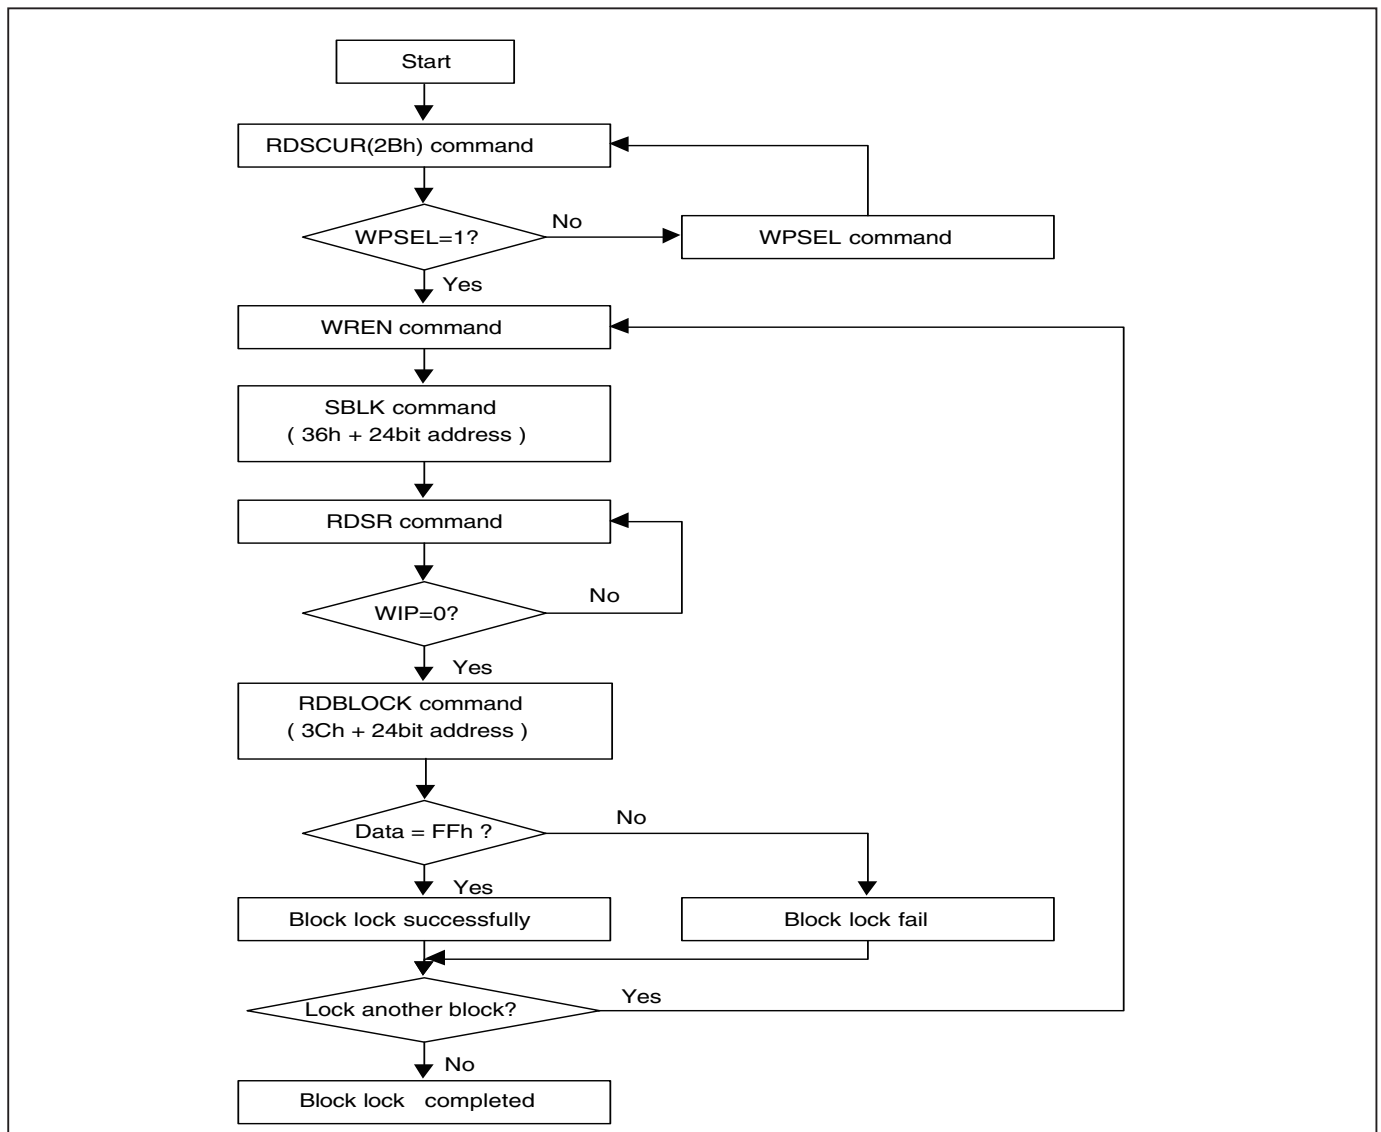 Start
RDSCUR(2Bh) command
WPSEL=1?
No
WPSEL command
Yes
WREN command
SBLK command
( 36h + 24bit address )
RDSR command
WIP=0?
No
Yes
RDBLOCK command
( 3Ch + 24bit address )
Data = FFh ?
No
Yes
Block lock successfully
Block lock fail
Lock another block?
Yes
No
Block lock completed